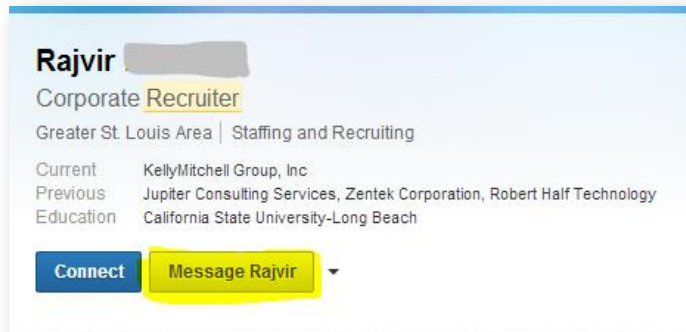 Rajvir
Corporate Recruiter
Greater St. Louis Area | Staffing and Recruiting
Current KellyMitchell Group, Inc
Previous Jupiter Consulting Services, Zentek Corporation, Robert Half Technology
Education California State University-Long Beach
Connect Message Rajvir